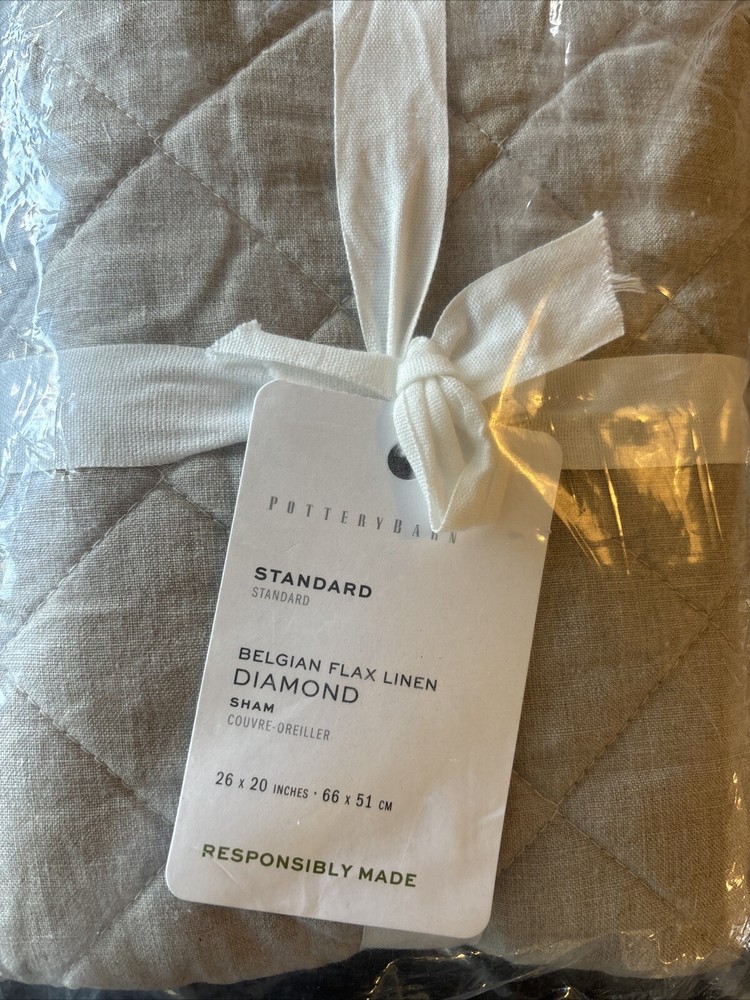 POTTERYBARN
STANDARD
STANDARD
BELGIAN FLAX LINEN
DIAMOND
SHAM
COUVRE-OREILLER
26 x 20 INCHES · 66 x 51 CM
RESPONSIBLY MADE